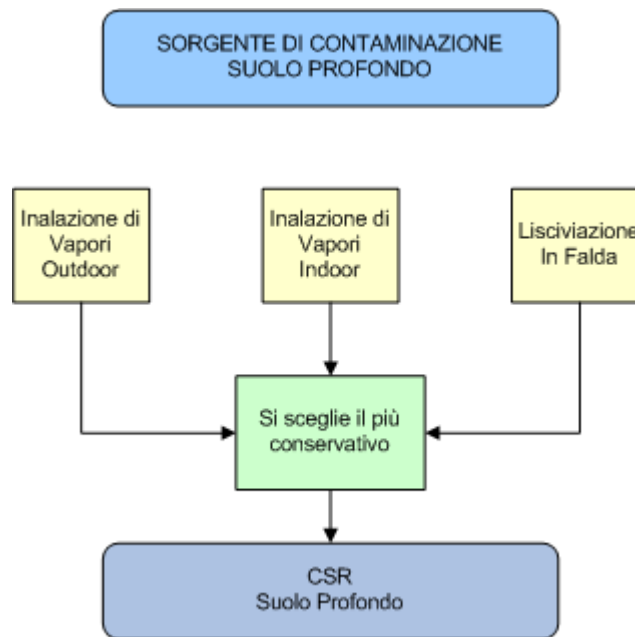 SORGENTE DI CONTAMINAZIONE
SUOLO PROFONDO
Inalazione di
Vapori
Outdoor
Inalazione di
Vapori
Indoor
Lisciviazione
In Falda
Si sceglie il più
conservativo
CSR
Suolo Profondo